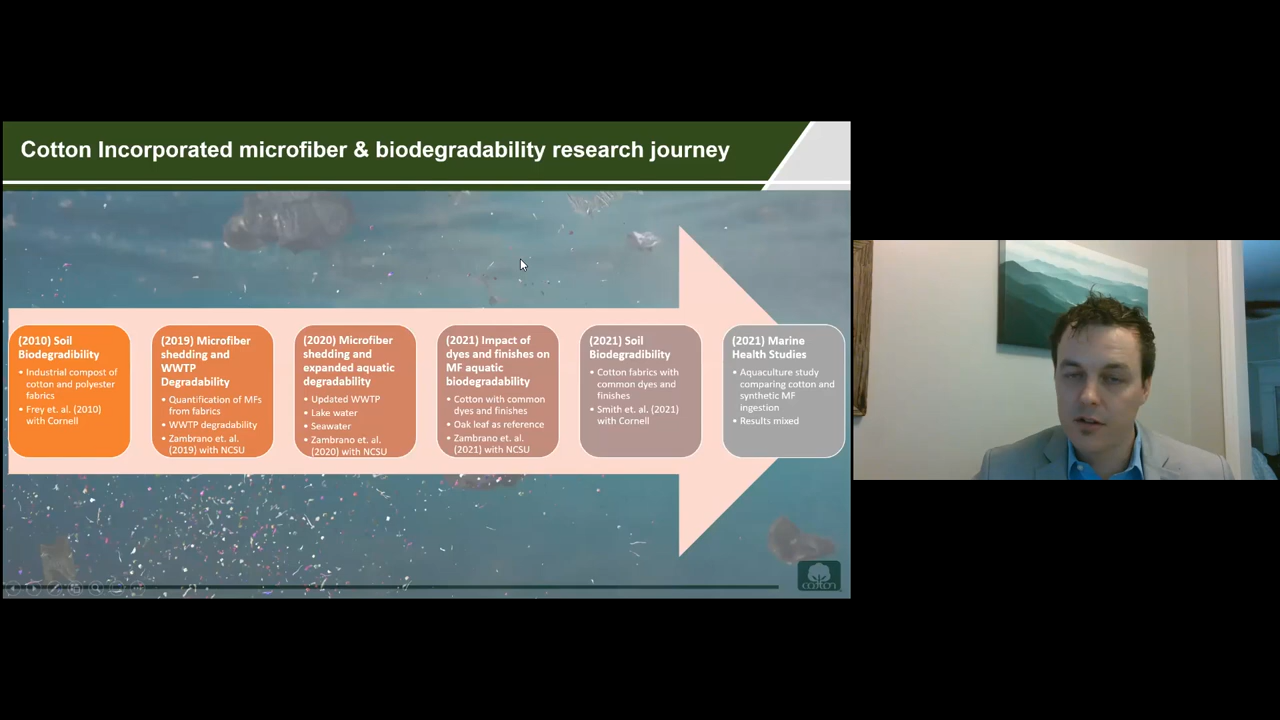 Cotton Incorporated microfiber & biodegradability research journey
(2010) Soil
Biodegradibility
• Industrial compost of
cotton and polyester
fabrics
• Frey et. al. (2010)
with Cornell
(2019) Microfiber
shedding and
WWTP
Degradability
• Quantification of MFs
from fabrics
• WWTP degradability
• Zambrano et. al.
(2019) with NCSU
(2020) Microfiber
shedding and
expanded aquatic
degradability
• Updated WWTP
• Lake water
• Seawater
• Zambrano et. al.
(2020) with NCSU
(2021) Impact of
dyes and finishes on
MF aquatic
biodegradability
• Cotton with common
dyes and finishes
• Oak leaf as reference
• Zambrano et. al.
(2021) with NCSU
(2021) Soil
Biodegradibility
• Cotton fabrics with
common dyes and
finishes
• Smith et. al. (2021)
with Cornell
(2021) Marine
Health Studies
• Aquaculture study
comparing cotton and
synthetic MF
ingestion
• Results mixed
cotton